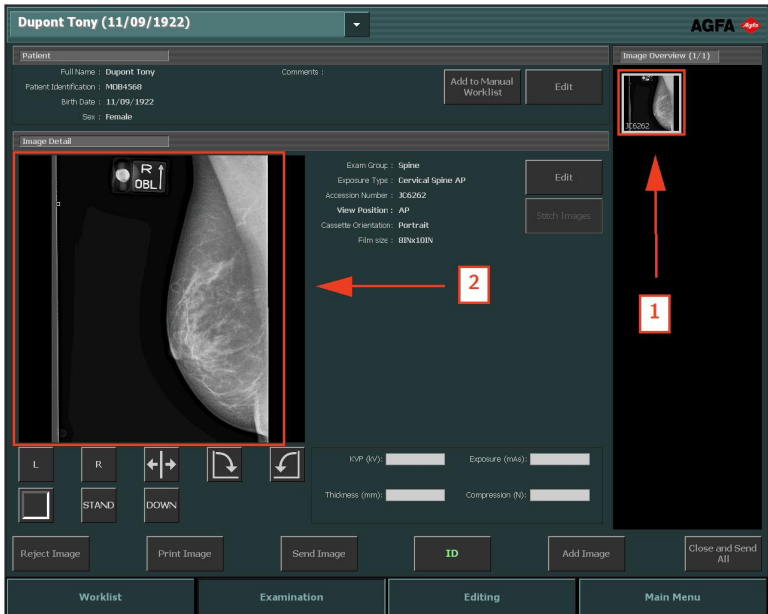 Dupont Tony (11/09/1922)
AGFA
Patient
Full Name : Dupont Tony
Comments :
Patient Identification : MOB4568
Birth Date : 11/09/1922
Sex : Female
Add to Manual
Worklist
Edit
Image Overview (1/1)
JC6262
1
Image Detail
R
OBL
2
Exam Group : Spine
Exposure Type : Cervical Spine AP
Accession Number : JC6262
View Position : AP
Cassette Orientation: Portrait
Film size : 8INx10IN
Edit
Stitch Images
L
R
STAND
DOWN
KVP (kV):
Exposure (mAs):
Thickness (mm):
Compression (N):
Reject Image
Print Image
Send Image
ID
Add Image
Close and Send
All
Worklist
Examination
Editing
Main Menu